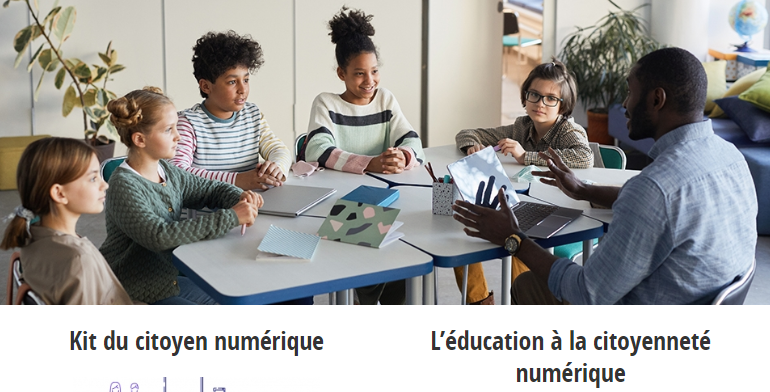 Kit du citoyen numérique
L’éducation à la citoyenneté
numérique